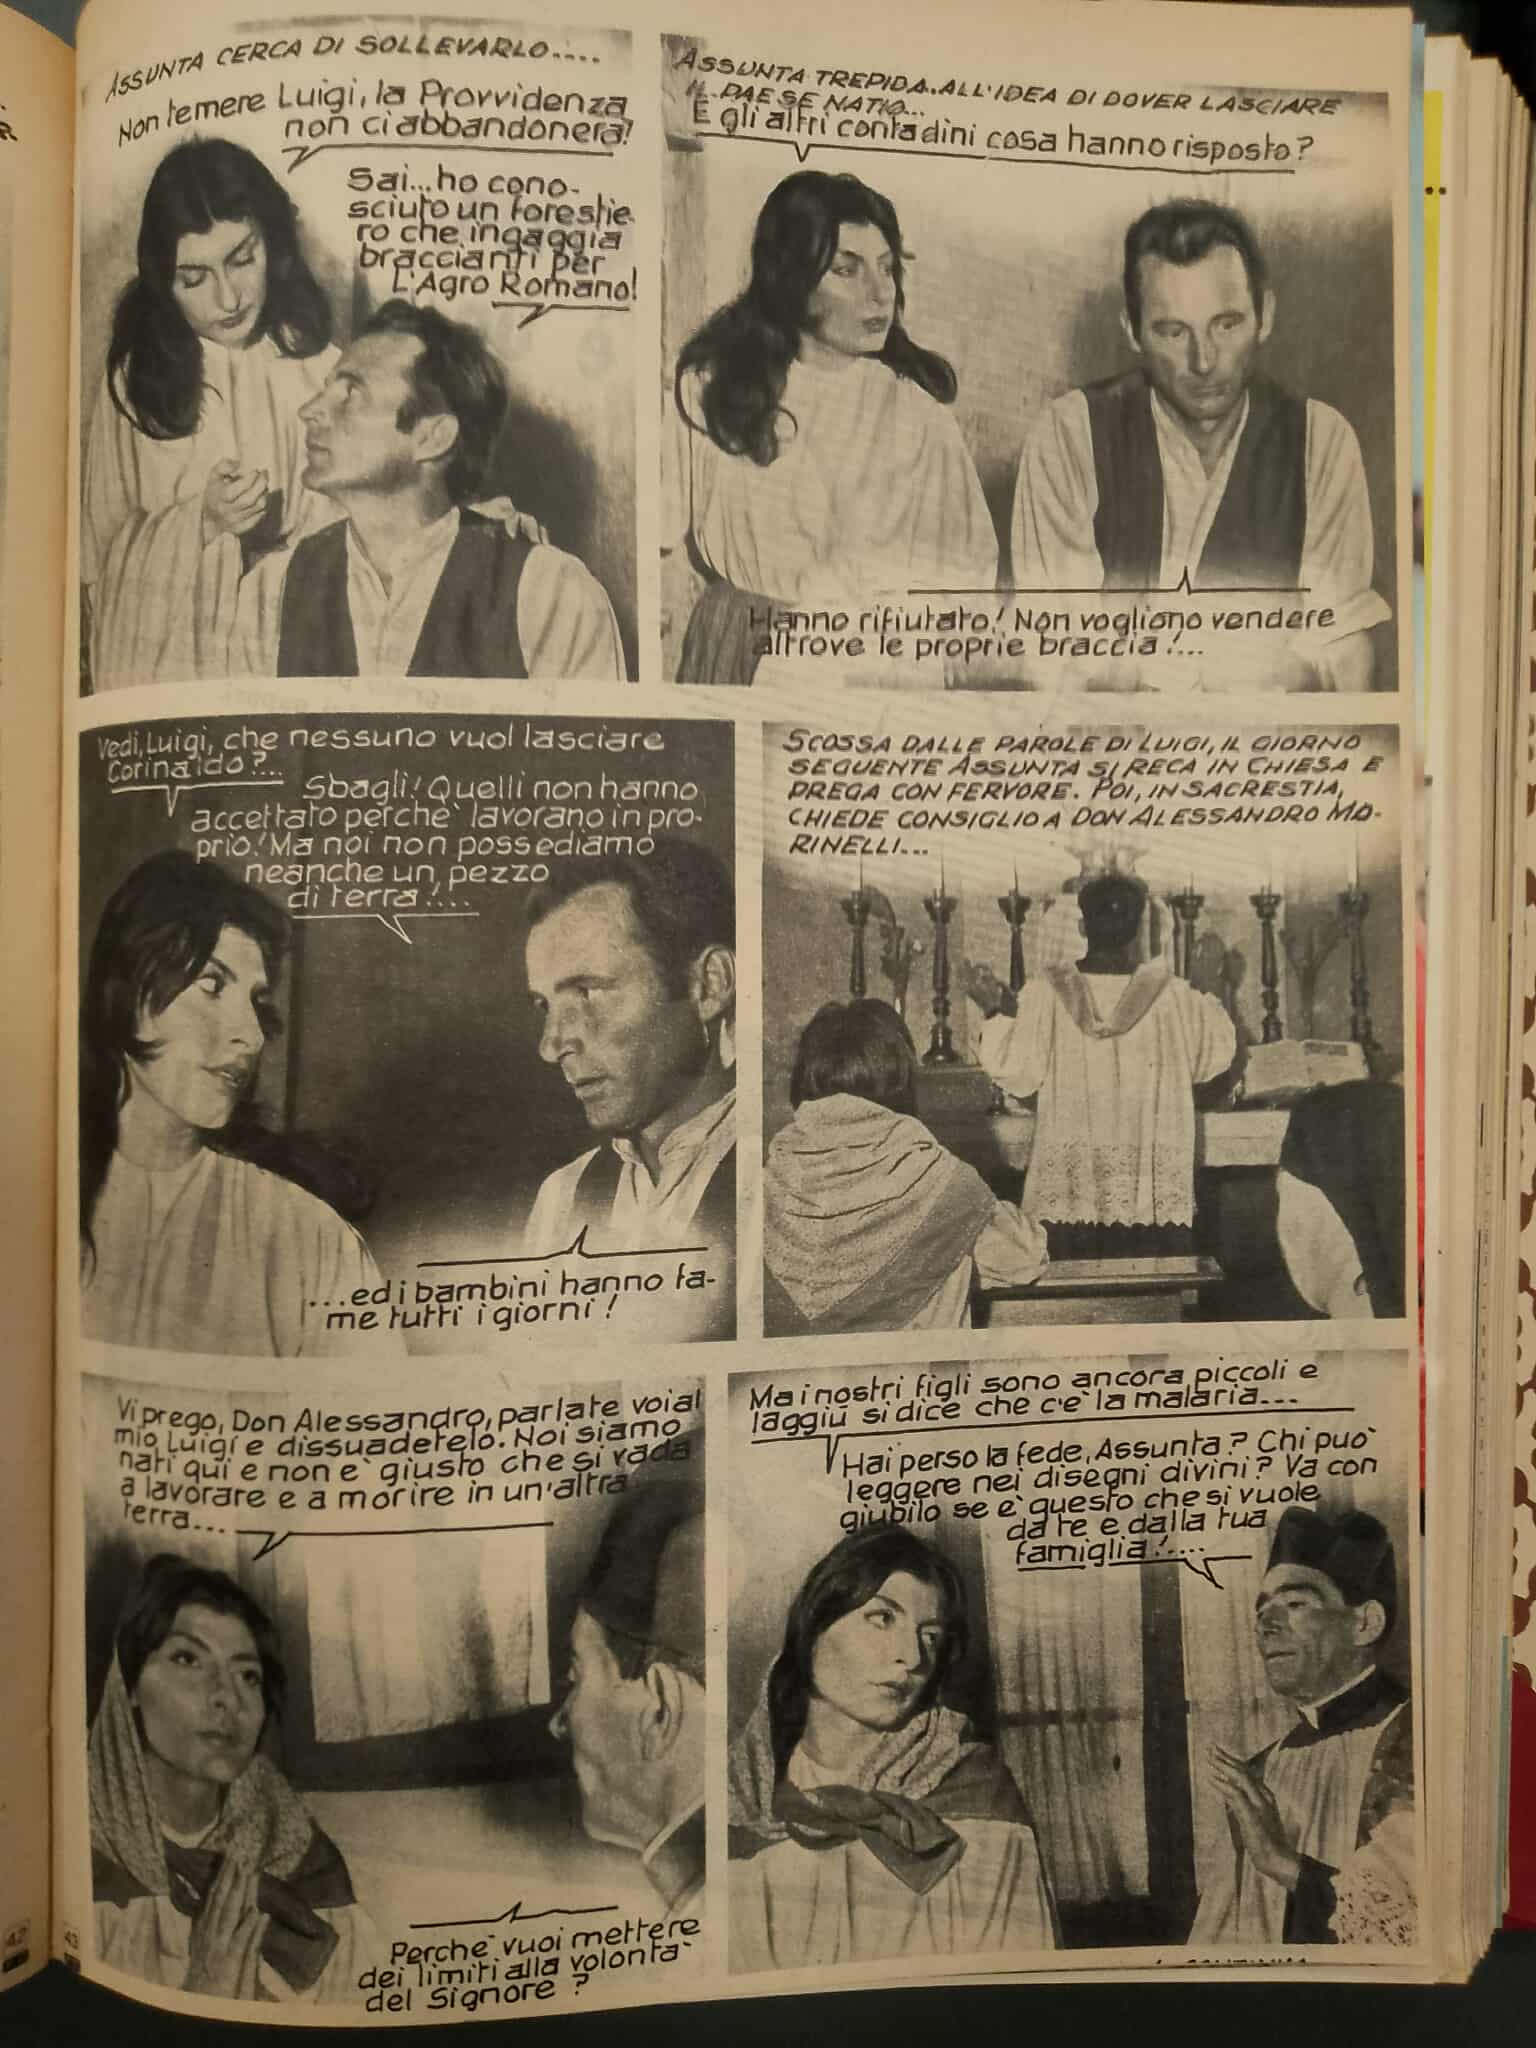 ASSUNTA CERCA DI SOLLEVARLO.....
Non temere Luigi, la Provvidenza
non ci abbandonerà!
Sai...ho cono-
sciuto un forestie-
ro che ingaggia
braccianti per
L'Agro Romano!
ASSUNTA TREPIDA..ALL'IDEA DI DOVER LASCIARE
IL PAESE NATIO...
E gli altri contadini cosa hanno risposto?
Hanno rifiutato! Non vogliono vendere
altrove le proprie braccia!...
Vedi, Luigi, che nessuno vuol lasciare
Corinaldo?...
Sbagli! Quelli non hanno
accettato perchè lavorano in pro-
prio! Ma noi non possediamo
neanche un pezzo
di terra!....
...ed i bambini hanno fa-
me tutti i giorni!
SCOSSA DALLE PAROLE DI LUIGI, IL GIORNO
SEGUENTE ASSUNTA SI RECA IN CHIESA E
PREGA CON FERVORE. POI, IN SACRESTIA,
CHIEDE CONSIGLIO A DON ALESSANDRO MO-
RINELLI...
Vi prego, Don Alessandro, parlate voi al
mio Luigi e dissuadetelo. Noi siamo
nati qui e non è giusto che si vada
a lavorare e a morire in un'altra
terra...
Perchè vuoi mettere
dei limiti alla volontà
del Signore?
Ma i nostri figli sono ancora piccoli e
laggiù si dice che c'è la malaria...
Hai perso la fede, Assunta? Chi può
leggere nei disegni divini? Va con
giubilo se è questo che si vuole
da te e dalla tua
famiglia!....
42
43